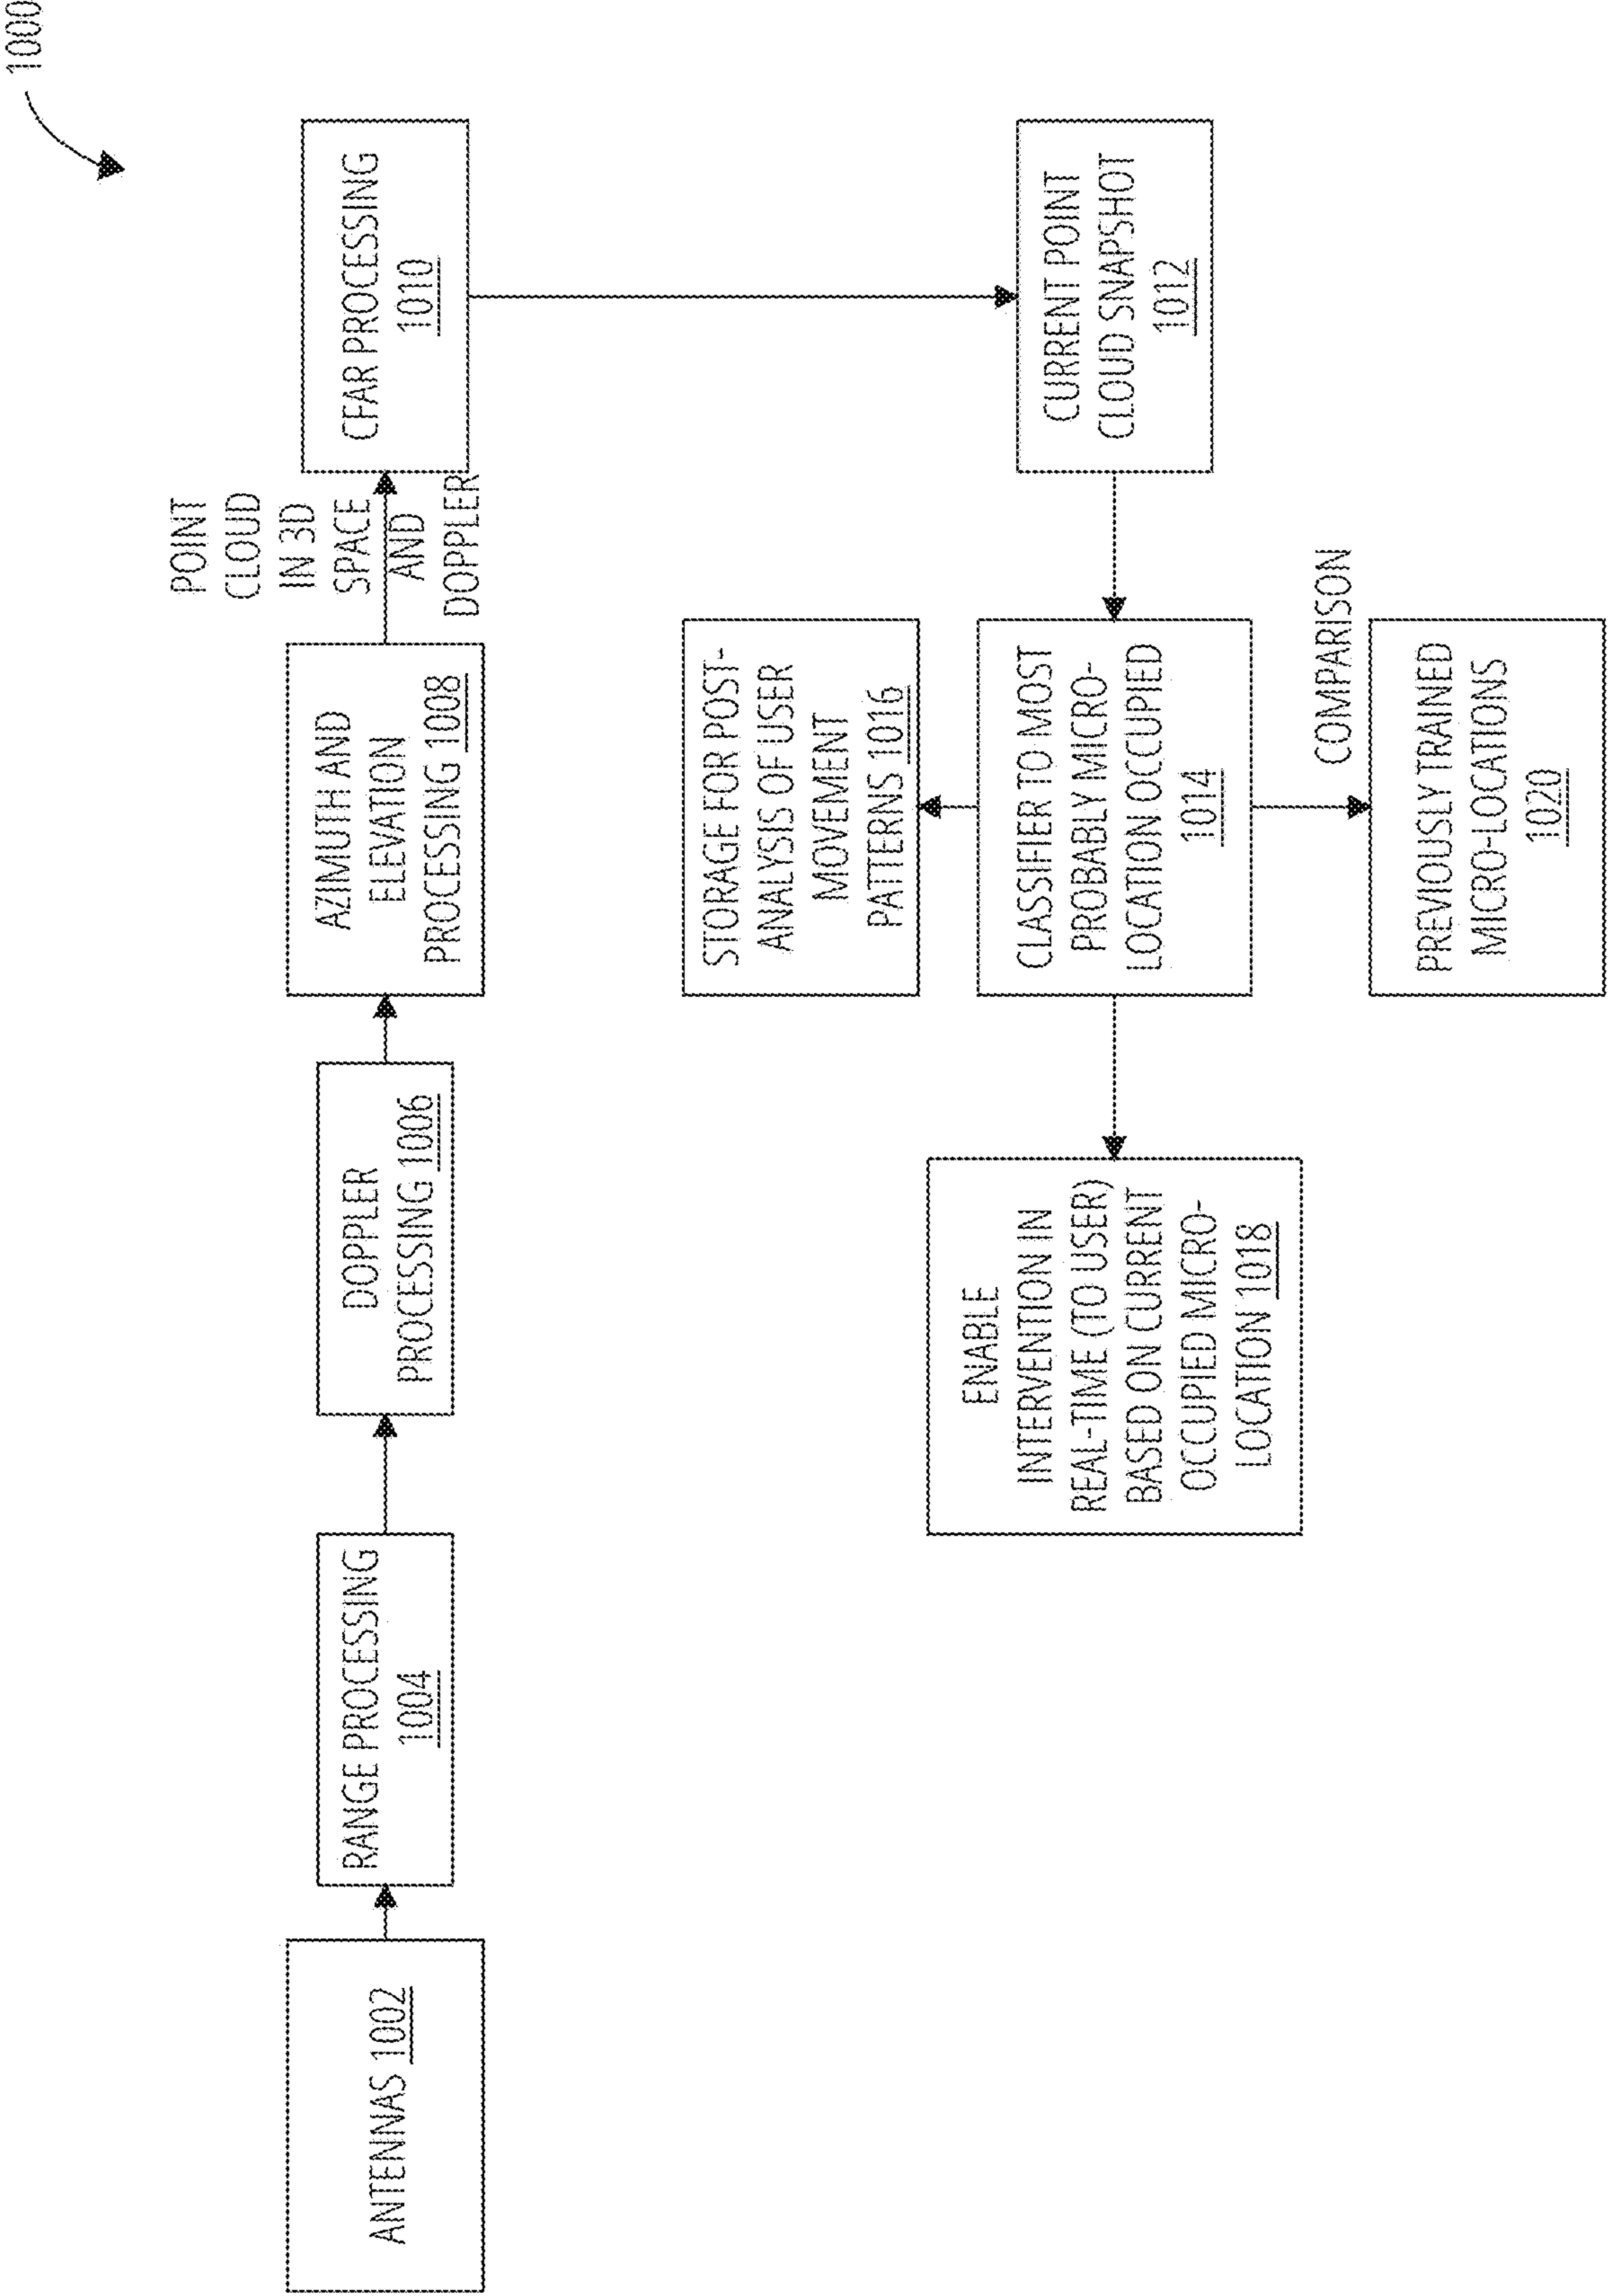 1000
ANTENNAS 1002
RANGE PROCESSING
1004
DOPPLER
PROCESSING 1006
AZIMUTH AND
ELEVATION
PROCESSING 1008
POINT
CLOUD
IN 3D
SPACE
AND
DOPPLER
CFAR PROCESSING
1010
CURRENT POINT
CLOUD SNAPSHOT
1012
STORAGE FOR POST-
ANALYSIS OF USER
MOVEMENT
PATTERNS 1016
CLASSIFIER TO MOST
PROBABLY MICRO-
LOCATION OCCUPIED
1014
ENABLE
INTERVENTION IN
REAL-TIME (TO USER)
BASED ON CURRENT
OCCUPIED MICRO-
LOCATION 1018
COMPARISON
PREVIOUSLY TRAINED
MICRO-LOCATIONS
1020